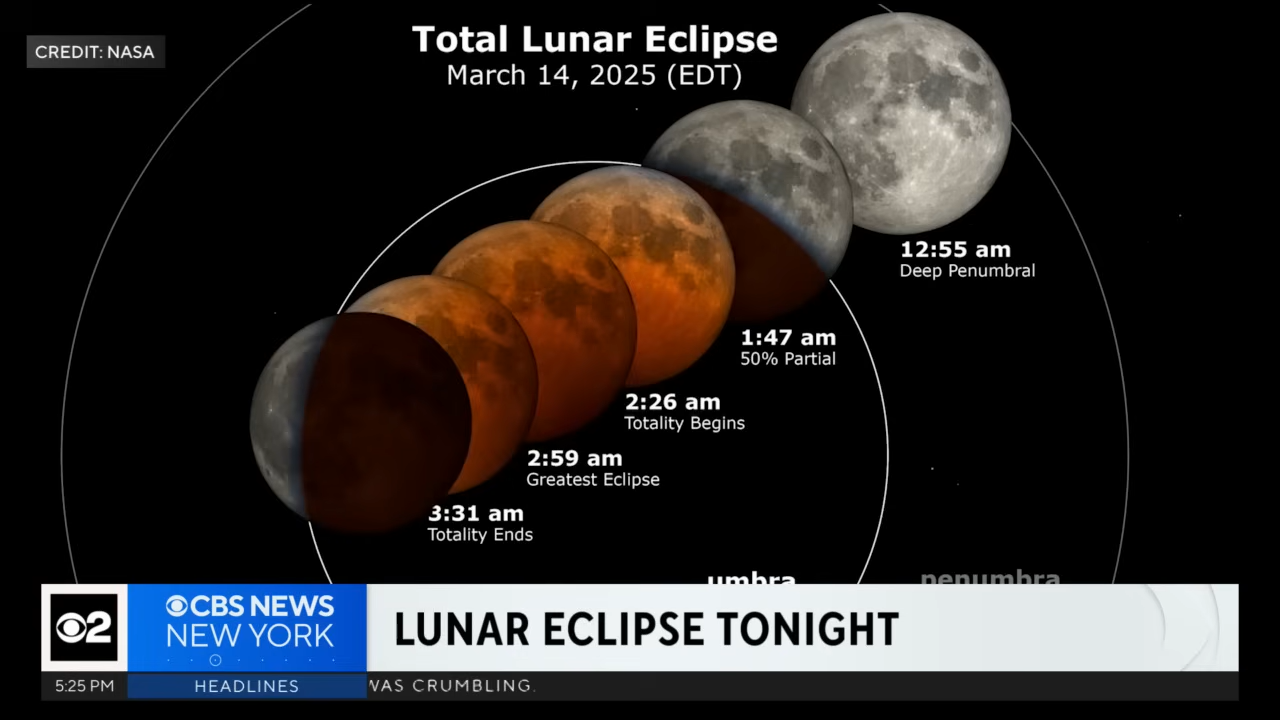 CREDIT: NASA
Total Lunar Eclipse
March 14, 2025 (EDT)
12:55 am
Deep Penumbral
1:47 am
50% Partial
2:26 am
Totality Begins
2:59 am
Greatest Eclipse
3:31 am
Totality Ends
umbra
penumbra
2
CBS NEWS
NEW YORK
LUNAR ECLIPSE TONIGHT
5:25 PM
HEADLINES
WAS CRUMBLING.